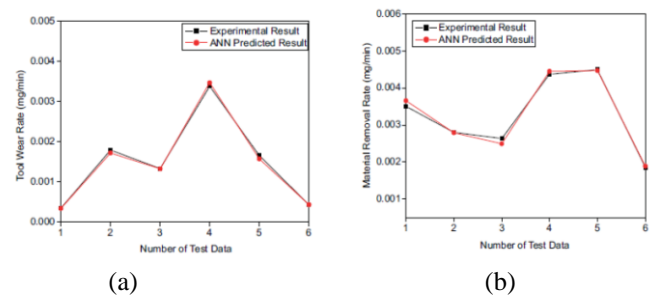 0.005
0.004
0.003
0.002
0.001
0.000
Tool Wear Rate (mg/min)
Experimental Result
ANN Predicted Result
1 2 3 4 5 6
Number of Test Data
(a)
0.006
0.005
0.004
0.003
0.002
0.001
Material Removal Rate (mg/min)
Experimental Result
ANN Predicted Result
1 2 3 4 5 6
Number of Test Data
(b)